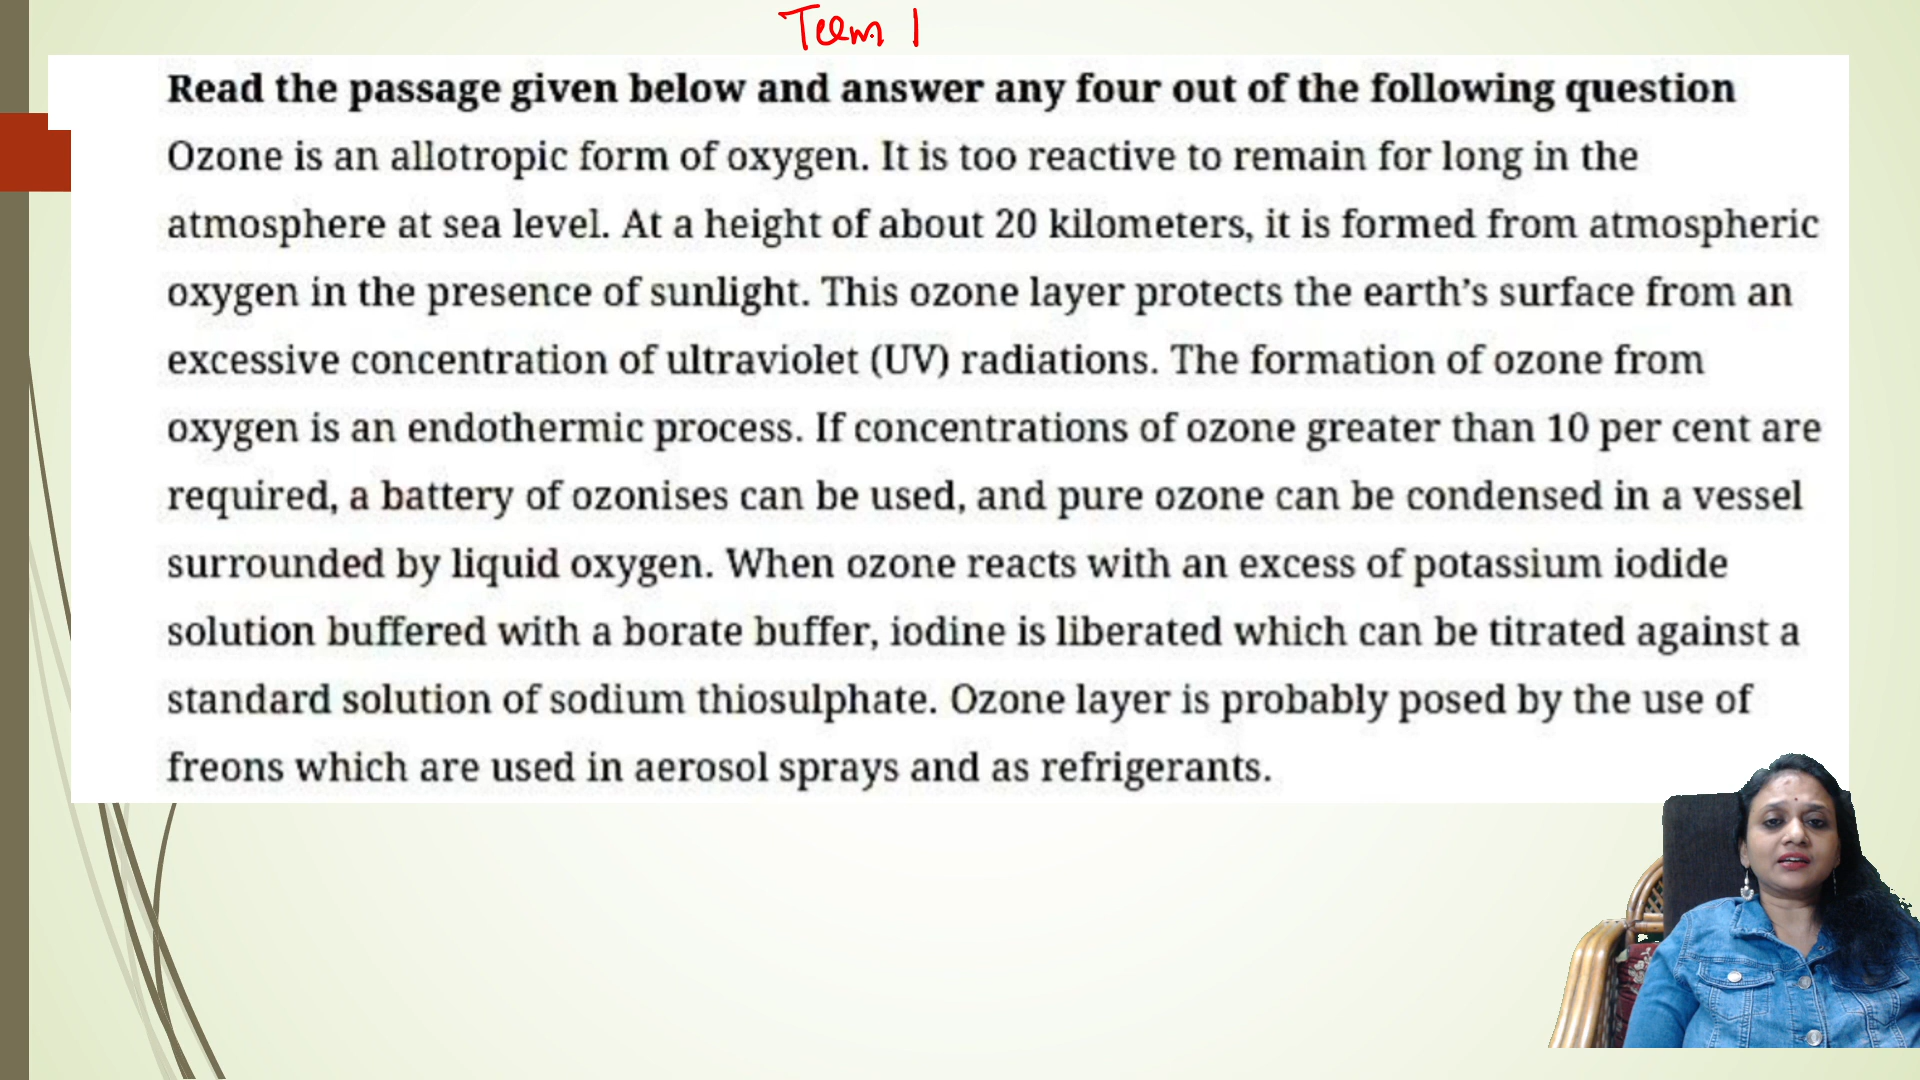 Term 1
Read the passage given below and answer any four out of the following question
Ozone is an allotropic form of oxygen. It is too reactive to remain for long in the
atmosphere at sea level. At a height of about 20 kilometers, it is formed from atmospheric
oxygen in the presence of sunlight. This ozone layer protects the earth’s surface from an
excessive concentration of ultraviolet (UV) radiations. The formation of ozone from
oxygen is an endothermic process. If concentrations of ozone greater than 10 per cent are
required, a battery of ozonises can be used, and pure ozone can be condensed in a vessel
surrounded by liquid oxygen. When ozone reacts with an excess of potassium iodide
solution buffered with a borate buffer, iodine is liberated which can be titrated against a
standard solution of sodium thiosulphate. Ozone layer is probably posed by the use of
freons which are used in aerosol sprays and as refrigerants.